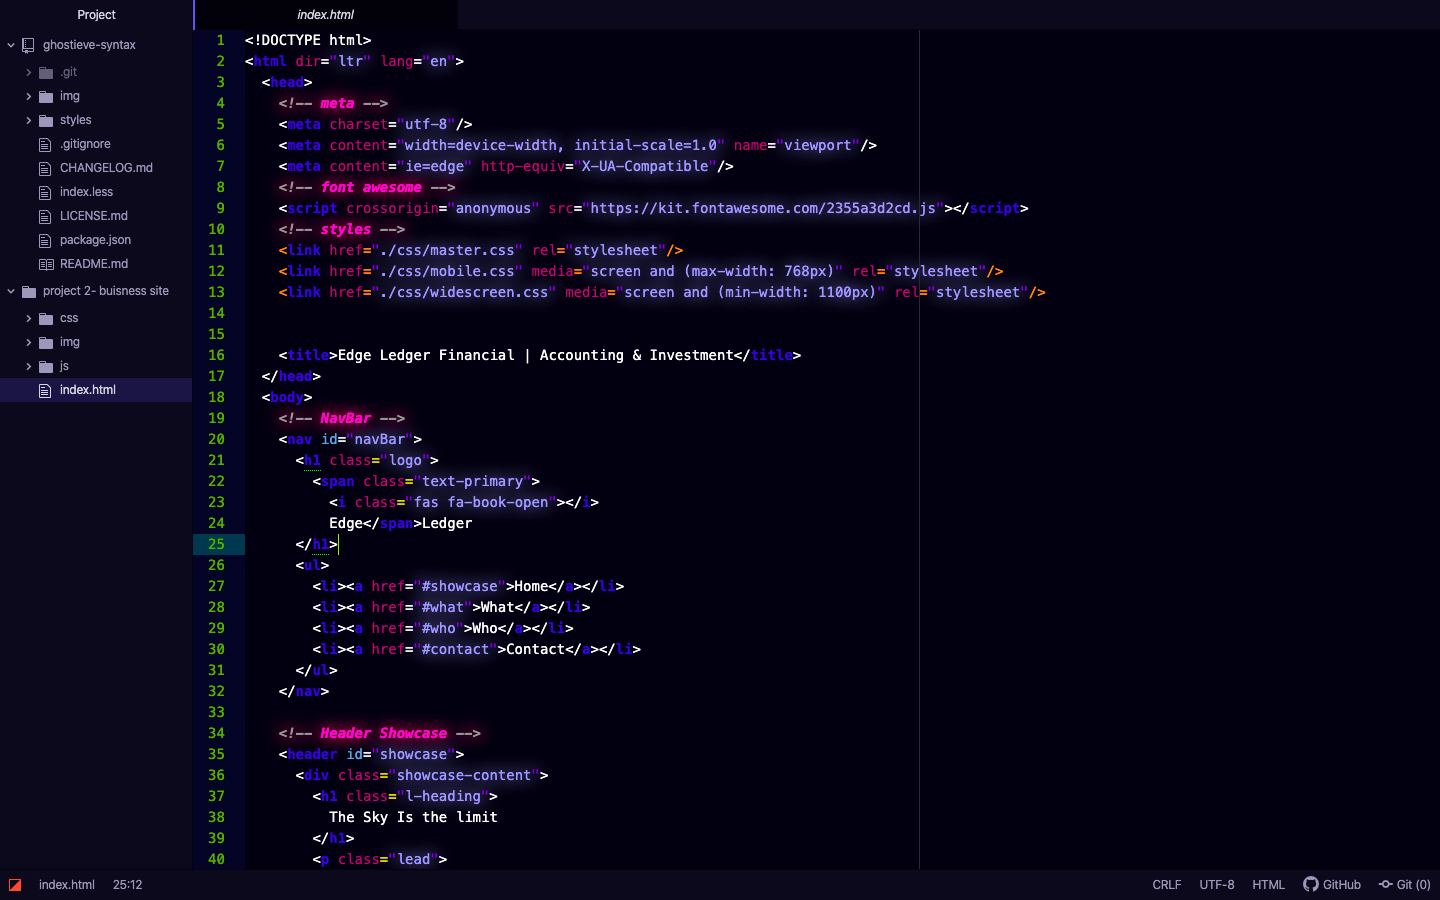 Project
index.html
ghostieve-syntax
.git
img
styles
.gitignore
CHANGELOG.md
index.less
LICENSE.md
package.json
README.md
project 2- buisness site
css
img
js
index.html
1 <!DOCTYPE html>
2 <html dir="ltr" lang="en">
3 <head>
4 <!-- meta -->
5 <meta charset="utf-8"/>
6 <meta content="width=device-width, initial-scale=1.0" name="viewport"/>
7 <meta content="ie=edge" http-equiv="X-UA-Compatible"/>
8 <!-- font awesome -->
9 <script crossorigin="anonymous" src="https://kit.fontawesome.com/2355a3d2cd.js"></script>
10 <!-- styles -->
11 <link href="./css/master.css" rel="stylesheet"/>
12 <link href="./css/mobile.css" media="screen and (max-width: 768px)" rel="stylesheet"/>
13 <link href="./css/widescreen.css" media="screen and (min-width: 1100px)" rel="stylesheet"/>
14
15
16 <title>Edge Ledger Financial | Accounting & Investment</title>
17 </head>
18 <body>
19 <!-- NavBar -->
20 <nav id="navBar">
21 <h1 class="logo">
22 <span class="text-primary">
23 <i class="fas fa-book-open"></i>
24 Edge</span>Ledger
25 </h1>
26 <ul>
27 <li><a href="#showcase">Home</a></li>
28 <li><a href="#what">What</a></li>
29 <li><a href="#who">Who</a></li>
30 <li><a href="#contact">Contact</a></li>
31 </ul>
32 </nav>
33
34 <!-- Header Showcase -->
35 <header id="showcase">
36 <div class="showcase-content">
37 <h1 class="l-heading">
38 The Sky Is the limit
39 </h1>
40 <p class="lead">
index.html 25:12 CRLF UTF-8 HTML GitHub Git (0)